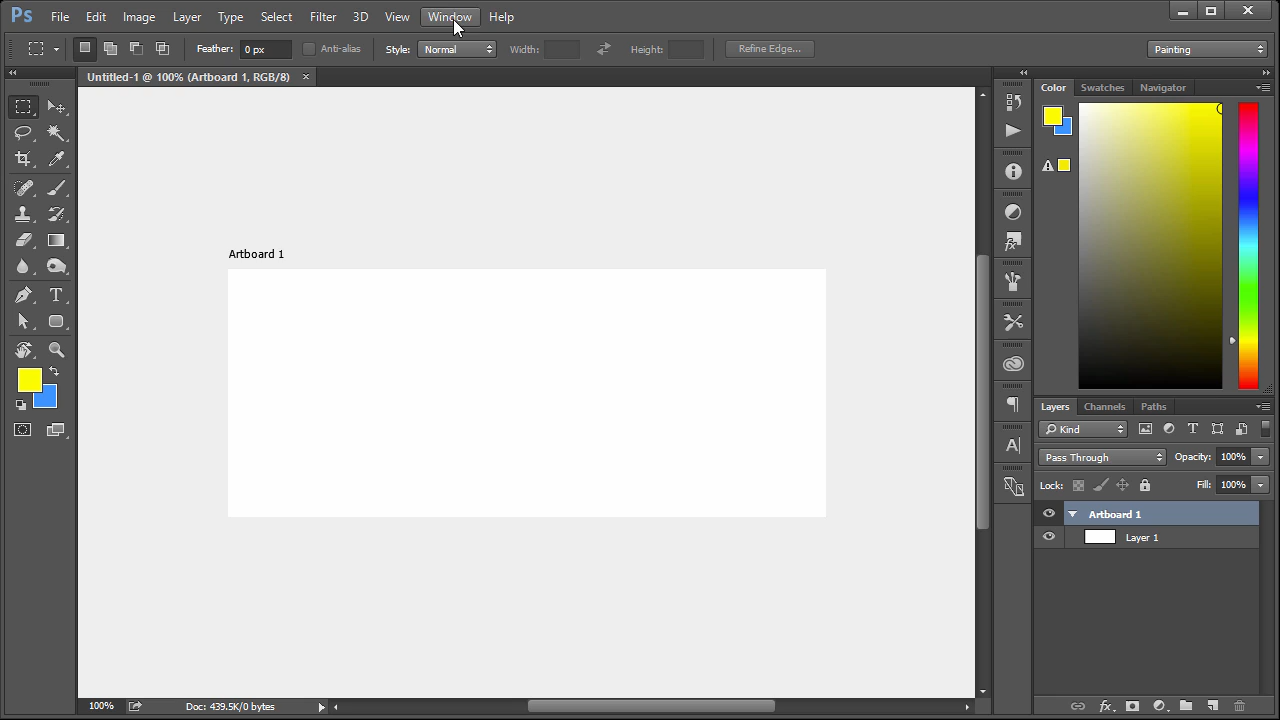 Ps File Edit Image Layer Type Select Filter 3D View Window Help
Feather: 0 px Anti-alias Style: Normal Width: Height: Refine Edge... Painting
Untitled-1 @ 100% (Artboard 1, RGB/8)
Color Swatches Navigator
Artboard 1
Layers Channels Paths
Kind
Pass Through Opacity: 100%
Lock: Fill: 100%
Artboard 1
Layer 1
100% Doc: 439.5K/0 bytes